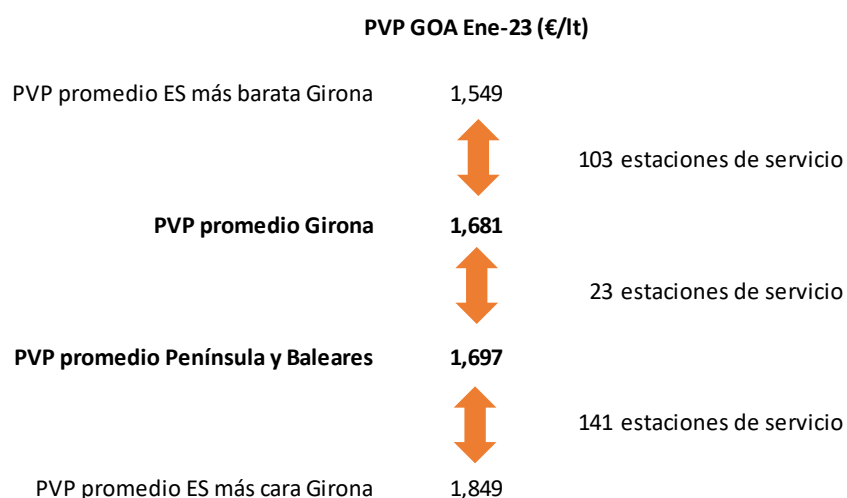 PVP GOA Ene-23 (€/lt)
PVP promedio ES más barata Girona 1,549
103 estaciones de servicio
PVP promedio Girona 1,681
23 estaciones de servicio
PVP promedio Península y Baleares 1,697
141 estaciones de servicio
PVP promedio ES más cara Girona 1,849